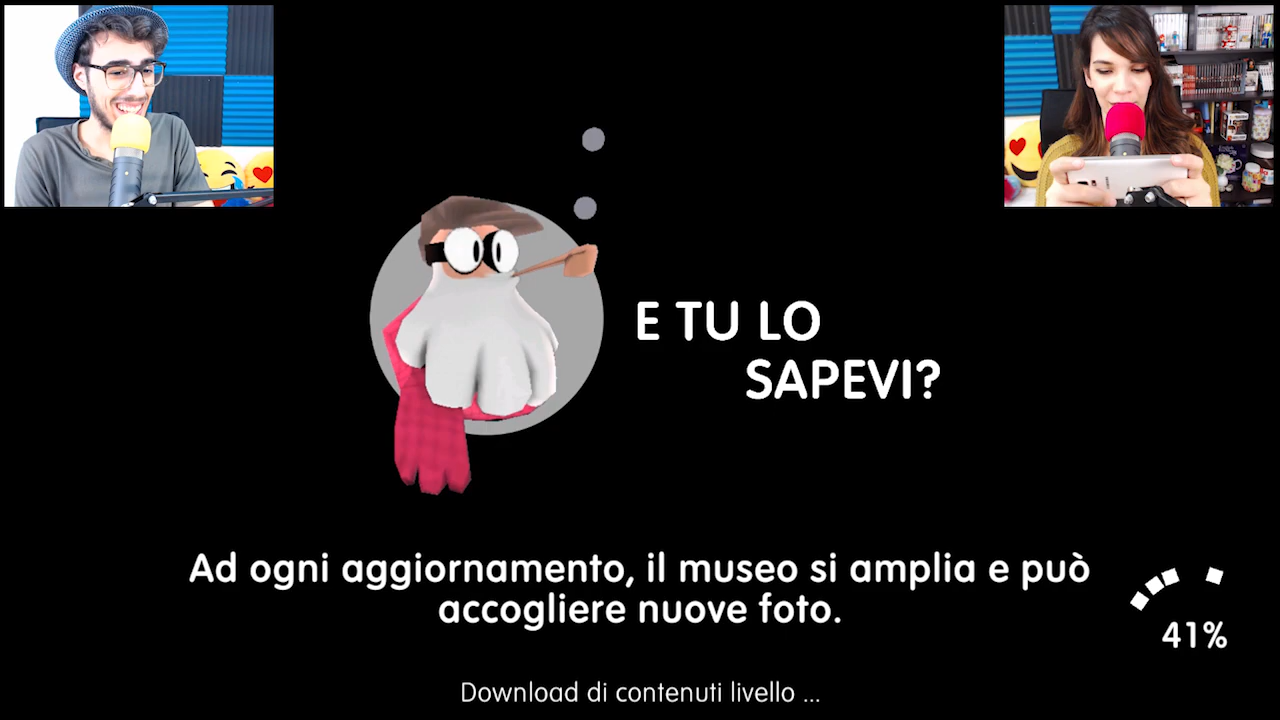 E TU LO
SAPEVI?
Ad ogni aggiornamento, il museo si amplia e può
accogliere nuove foto.
41%
Download di contenuti livello ...